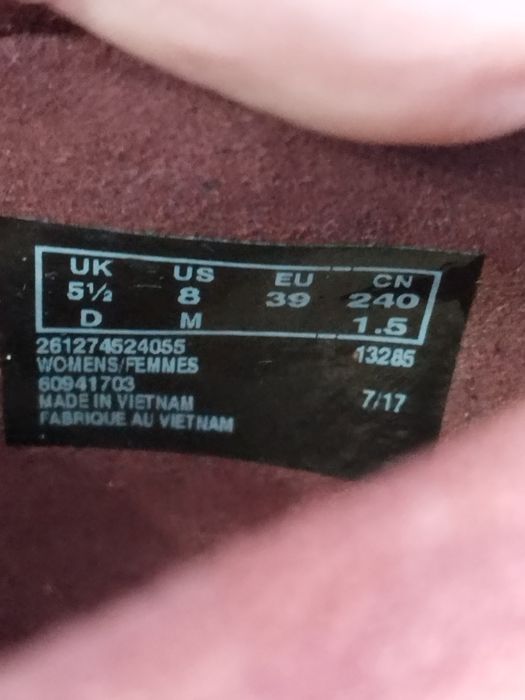 UK US EU CN
5½ 8 39 240
D M 1.5
261274524055 13285
WOMENS/FEMMES
60941703
MADE IN VIETNAM 7/17
FABRIQUE AU VIETNAM